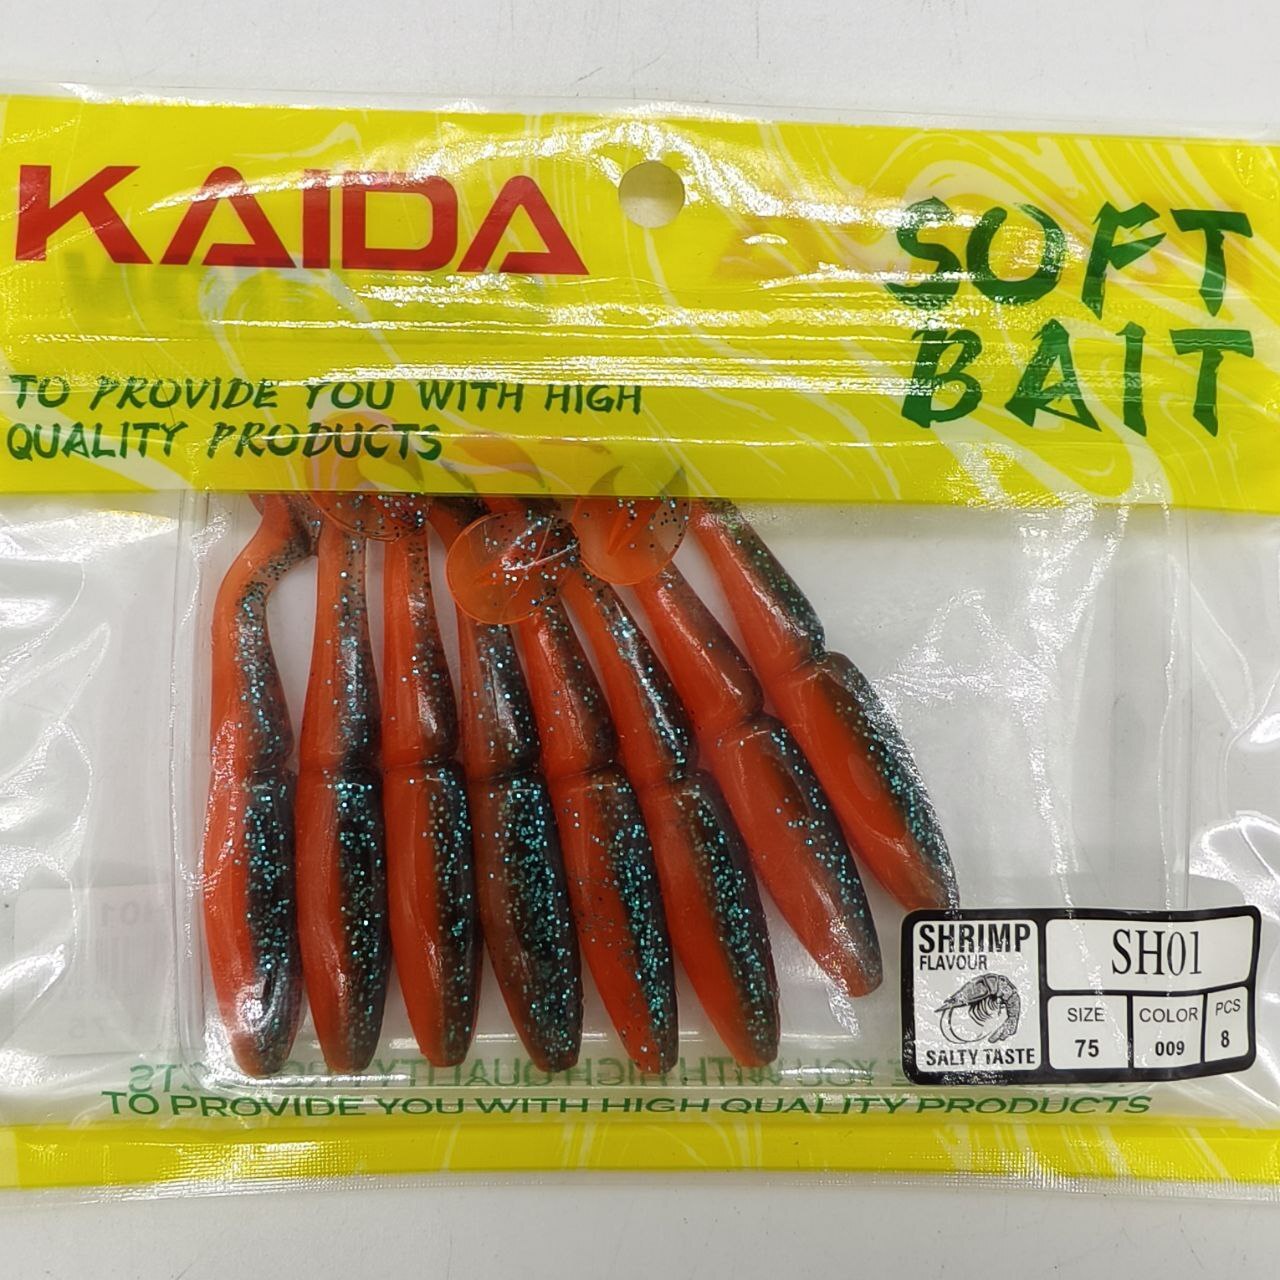 KAIDA
SOFT
BAIT
TO PROVIDE YOU WITH HIGH
QUALITY PRODUCTS
SHRIMP
FLAVOUR
SALTY TASTE
SH01
SIZE
75
COLOR
009
PCS
8
TO PROVIDE YOU WITH HIGH QUALITY PRODUCTS